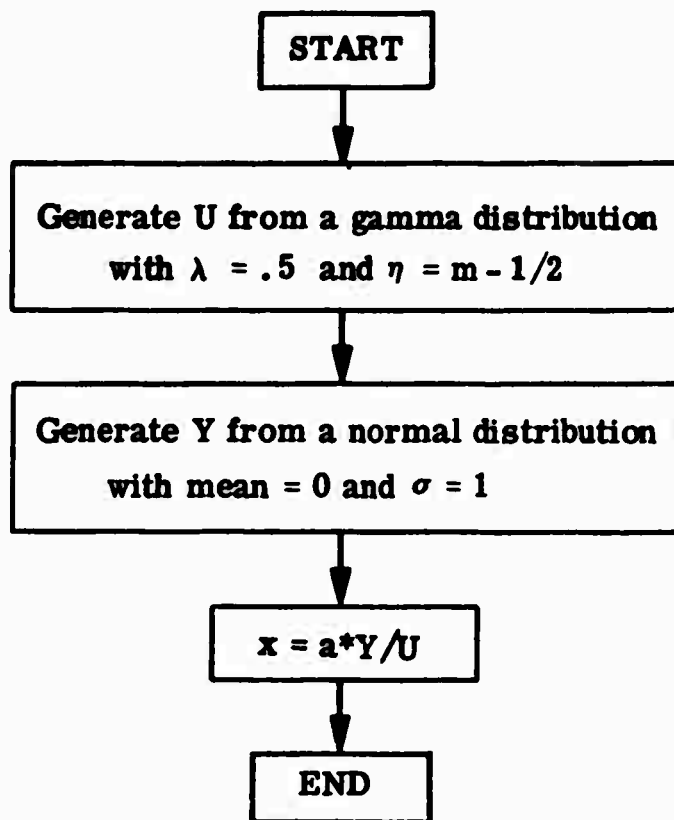 START
Generate U from a gamma distribution
with λ = .5 and η = m - 1/2
Generate Y from a normal distribution
with mean = 0 and σ = 1
x = a*Y/U
END